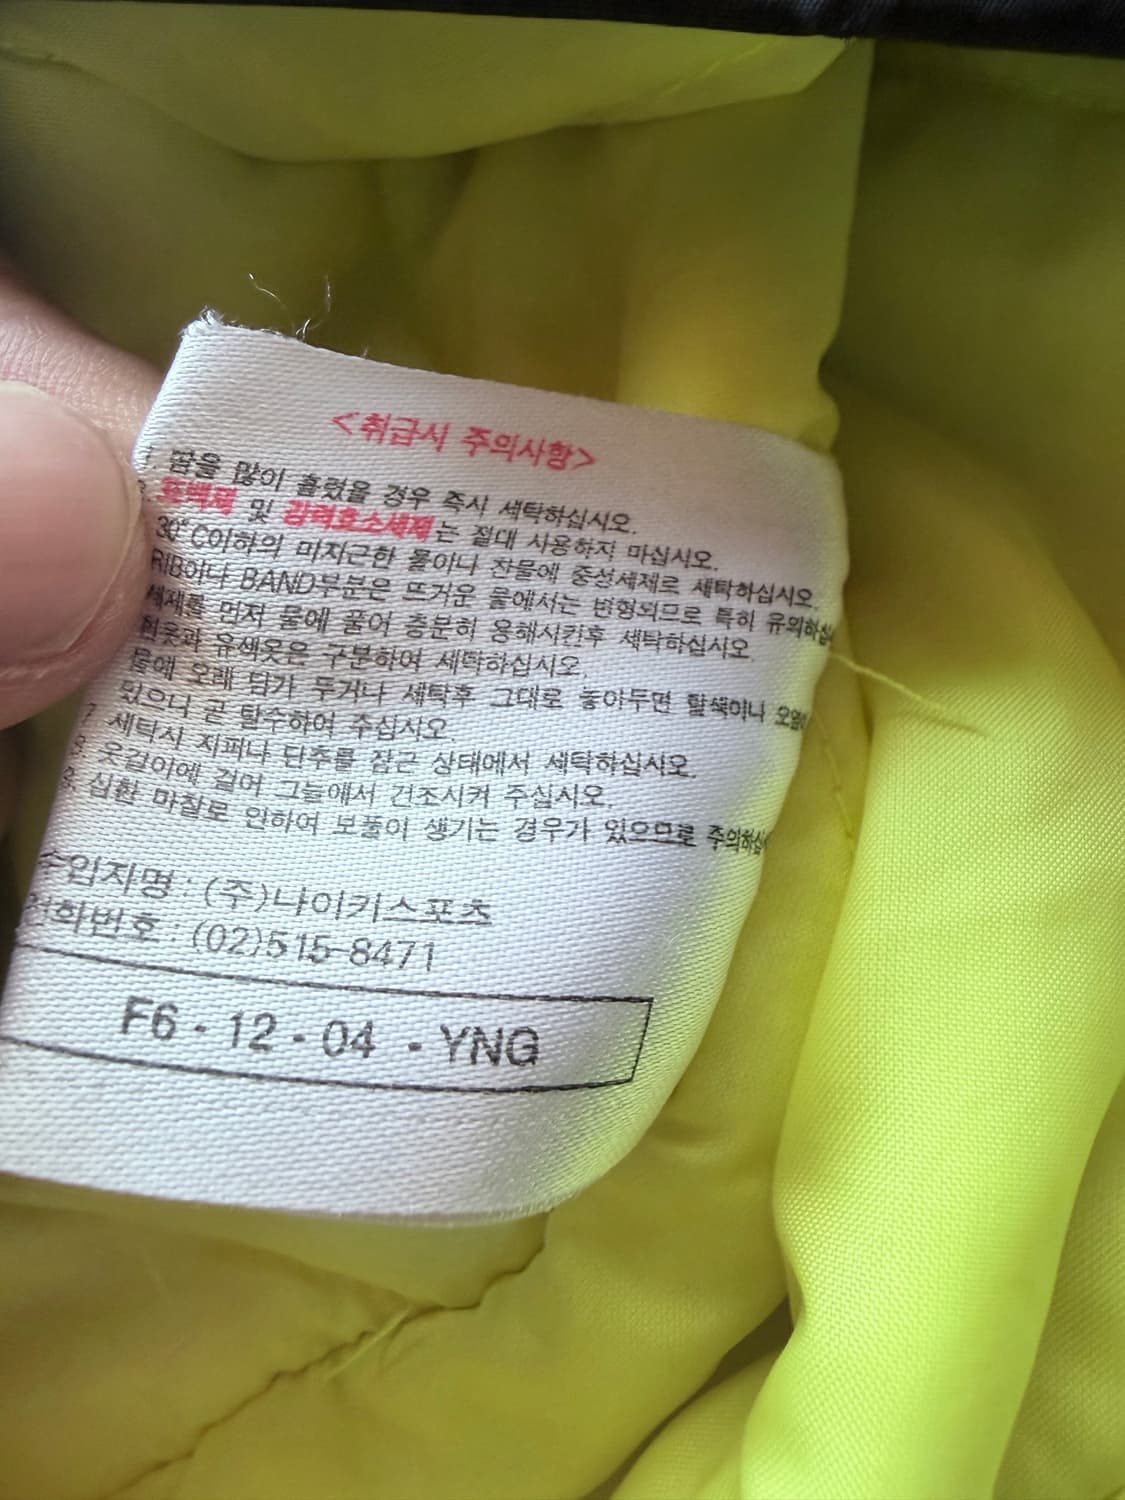 <취급시 주의사항>
땀을 많이 흘렸을 경우 즉시 세탁하십시오.
표백제 및 강력효소세제는 절대 사용하지 마십시오.
30°C이하의 미지근한 물이나 찬물에 중성세제로 세탁하십시오.
RIB이나 BAND부분은 뜨거운 물에서는 변형되므로 특히 유의하십
세제를 먼저 물에 풀어 충분히 용해시킨후 세탁하십시오.
흰옷과 유색옷은 구분하여 세탁하십시오.
물에 오래 담가 두거나 세탁후 그대로 놓아두면 탈색이나 오염
있으니 곧 탈수하여 주십시오.
7. 세탁시 지퍼나 단추를 잠근 상태에서 세탁하십시오.
8. 옷걸이에 걸어 그늘에서 건조시켜 주십시오.
9. 심한 마찰로 인하여 보풀이 생기는 경우가 있으므로 주의하십
수입자명 : (주)나이키스포츠
전화번호 : (02)515-8471
F6 - 12 - 04 - YNG